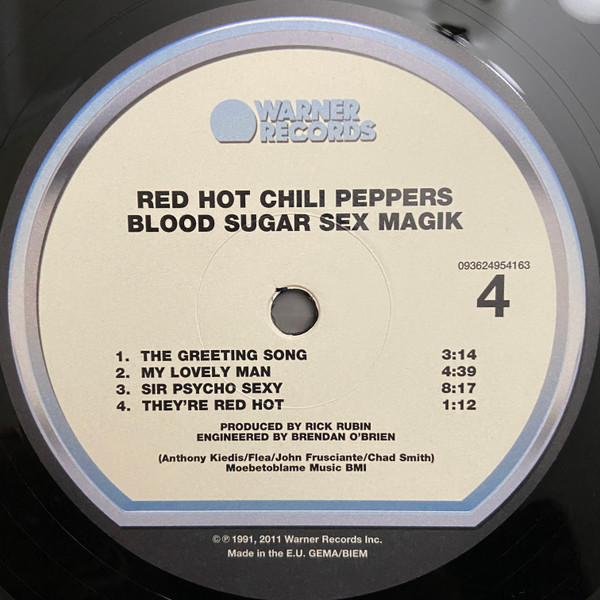 WARNER
RECORDS
RED HOT CHILI PEPPERS
BLOOD SUGAR SEX MAGIK
093624954163
4
1. THE GREETING SONG 3:14
2. MY LOVELY MAN 4:39
3. SIR PSYCHO SEXY 8:17
4. THEY'RE RED HOT 1:12
PRODUCED BY RICK RUBIN
ENGINEERED BY BRENDAN O'BRIEN
(Anthony Kiedis/Flea/John Frusciante/Chad Smith)
Moebetoblame Music BMI
©℗ 1991, 2011 Warner Records Inc.
Made in the E.U. GEMA/BIEM